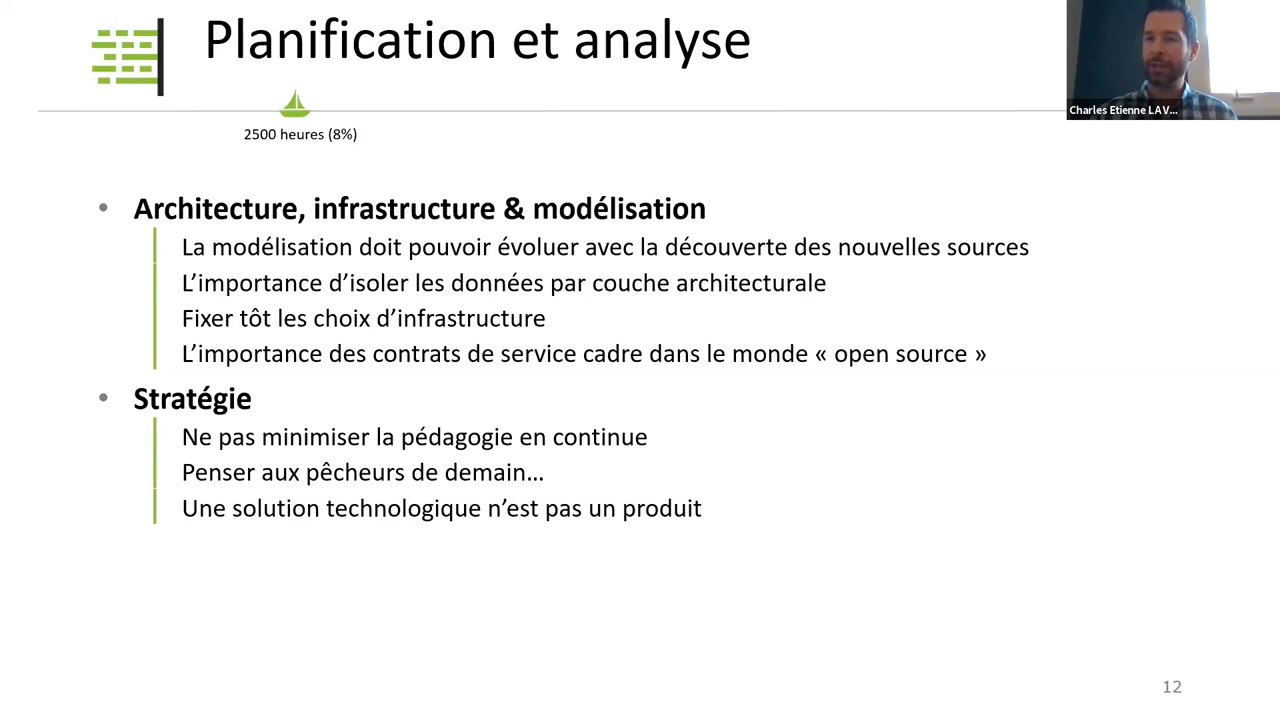 Planification et analyse
Charles Etienne LAV...
2500 heures (8%)
• Architecture, infrastructure & modélisation
La modélisation doit pouvoir évoluer avec la découverte des nouvelles sources
L’importance d’isoler les données par couche architecturale
Fixer tôt les choix d’infrastructure
L’importance des contrats de service cadre dans le monde « open source »
• Stratégie
Ne pas minimiser la pédagogie en continue
Penser aux pêcheurs de demain…
Une solution technologique n’est pas un produit
12